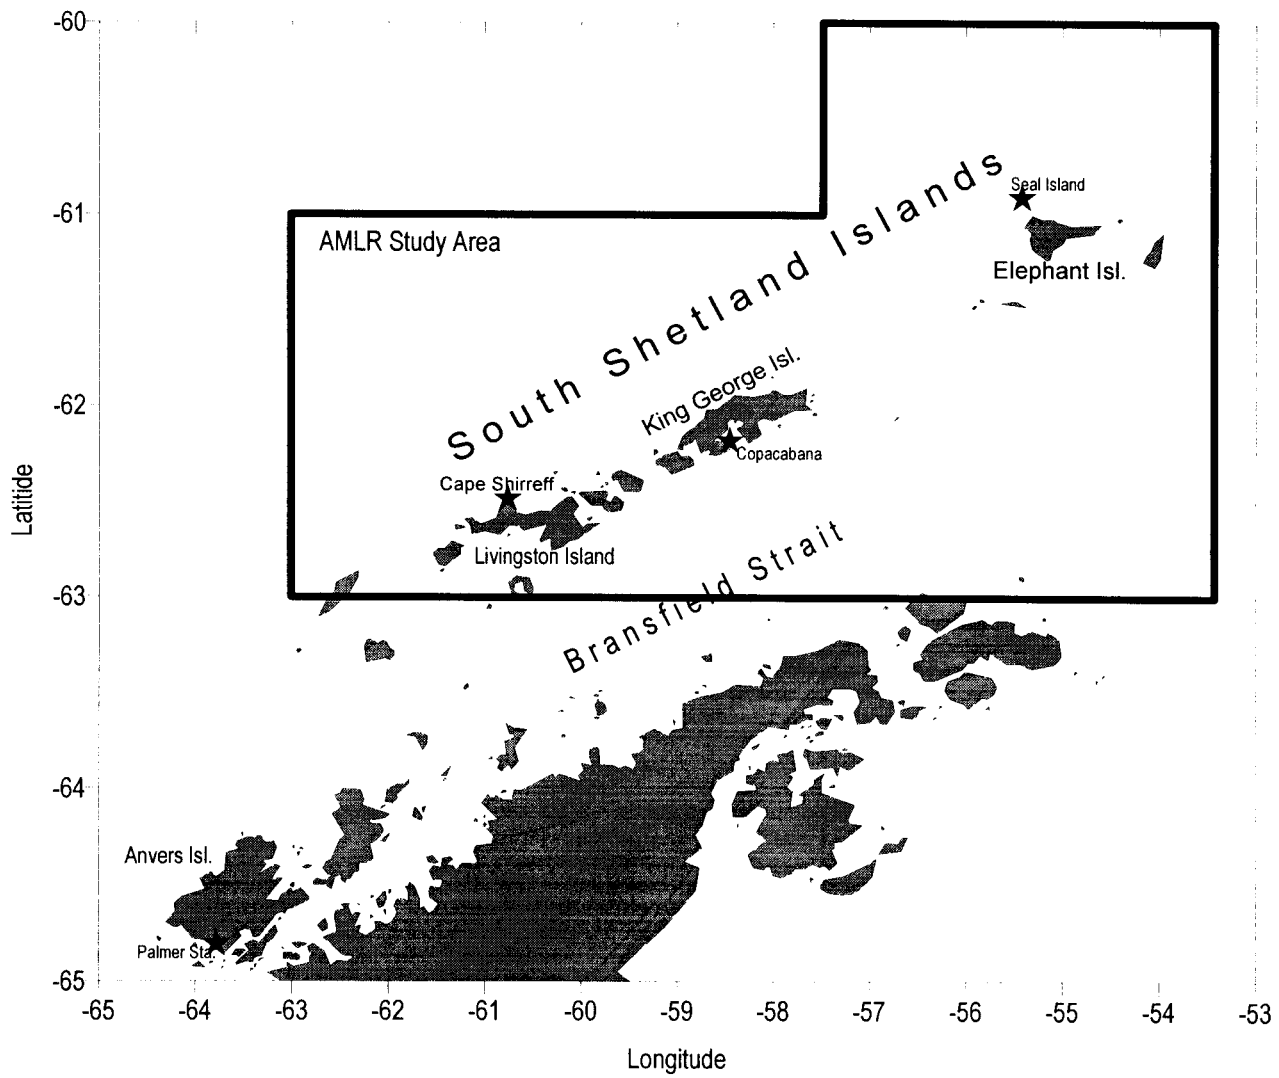 -60
-61
-62
-63
-64
-65
Latitide
AMLR Study Area
South Shetland Islands
Seal Island
Elephant Isl.
King George Isl.
Copacabana
Cape Shirreff
Livingston Island
Bransfield Strait
Anvers Isl.
Palmer Sta.
-65
-64
-63
-62
-61
-60
-59
-58
-57
-56
-55
-54
-53
Longitude